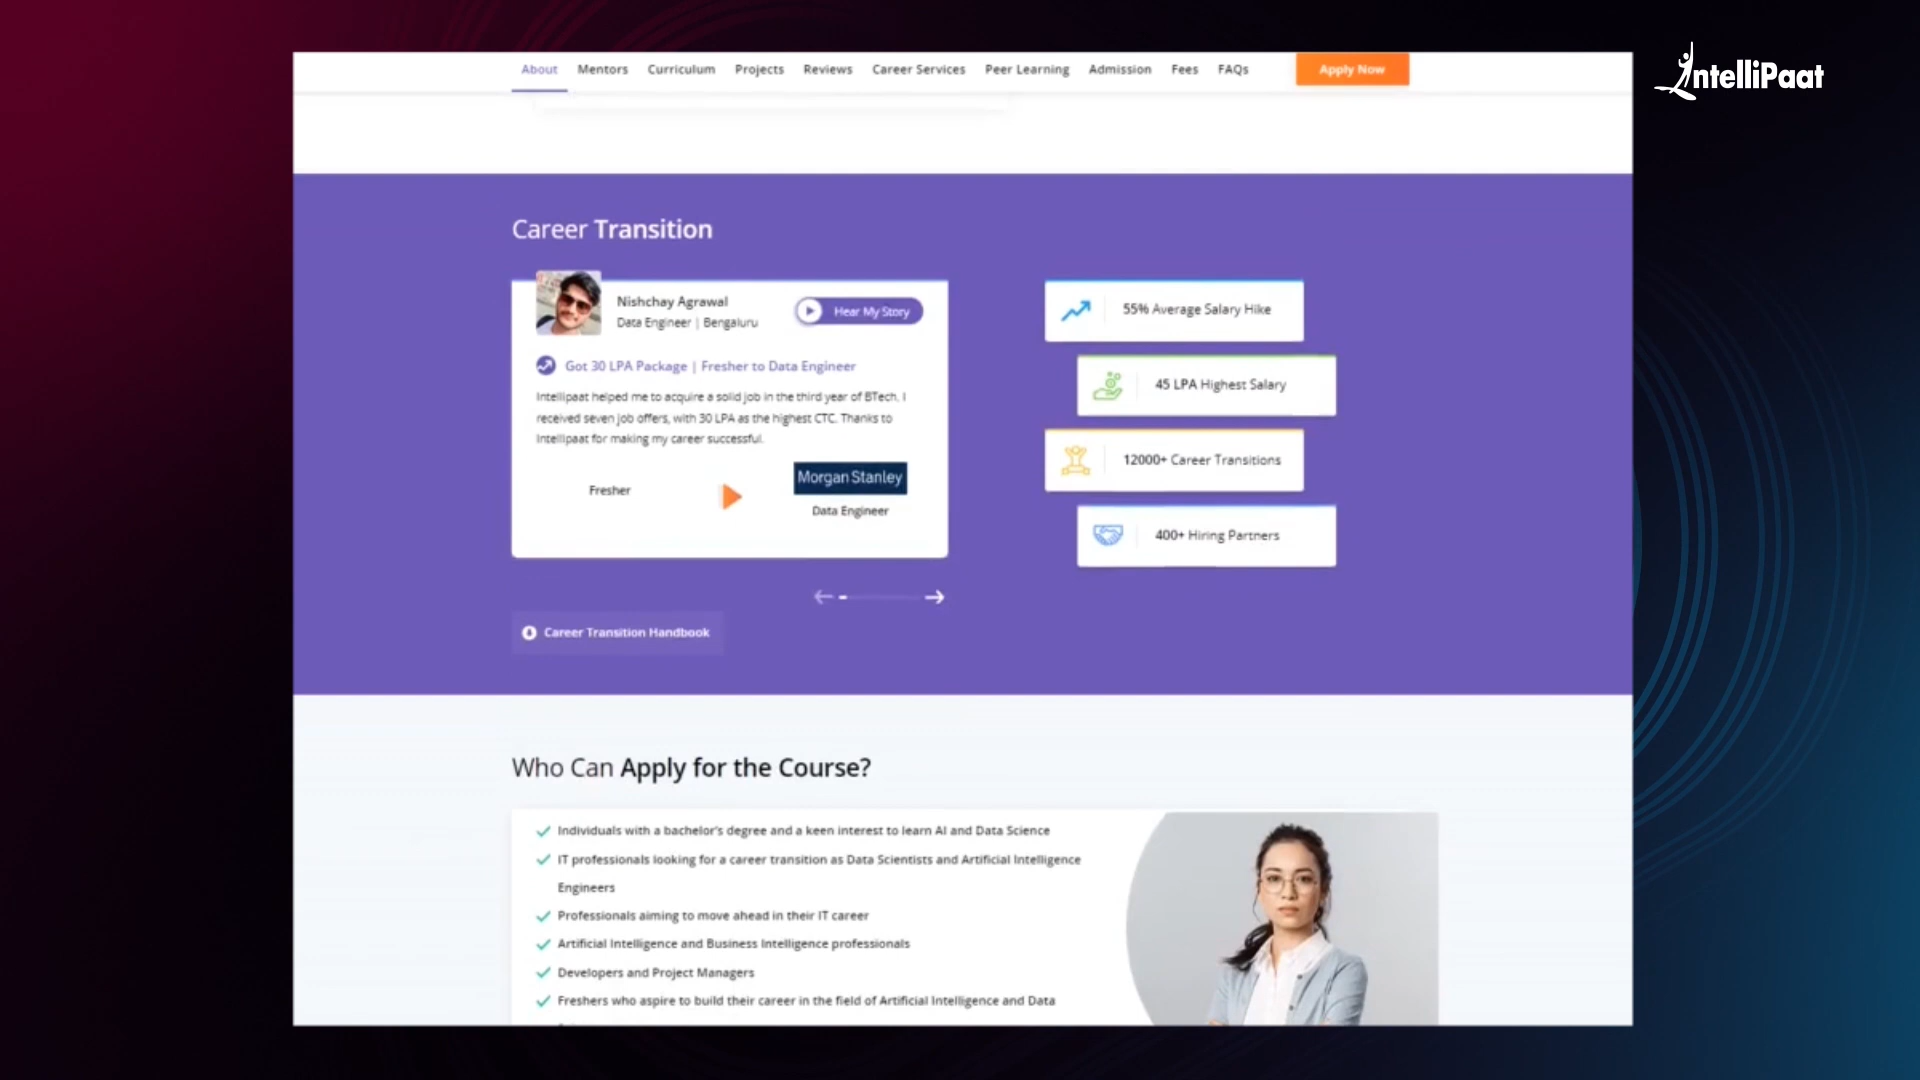 About Mentors Curriculum Projects Reviews Career Services Peer Learning Admission Fees FAQs Apply Now
IntelliPaat
Career Transition
Nishchay Agrawal
Data Engineer | Bengaluru
Hear My Story
Got 30 LPA Package | Fresher to Data Engineer
Intellipaat helped me to acquire a solid job in the third year of BTech. I
received seven job offers, with 30 LPA as the highest CTC. Thanks to
Intellipaat for making my career successful.
Fresher
Morgan Stanley
Data Engineer
55% Average Salary Hike
45 LPA Highest Salary
12000+ Career Transitions
400+ Hiring Partners
Career Transition Handbook
Who Can Apply for the Course?
Individuals with a bachelor's degree and a keen interest to learn AI and Data Science
IT professionals looking for a career transition as Data Scientists and Artificial Intelligence
Engineers
Professionals aiming to move ahead in their IT career
Artificial Intelligence and Business Intelligence professionals
Developers and Project Managers
Freshers who aspire to build their career in the field of Artificial Intelligence and Data